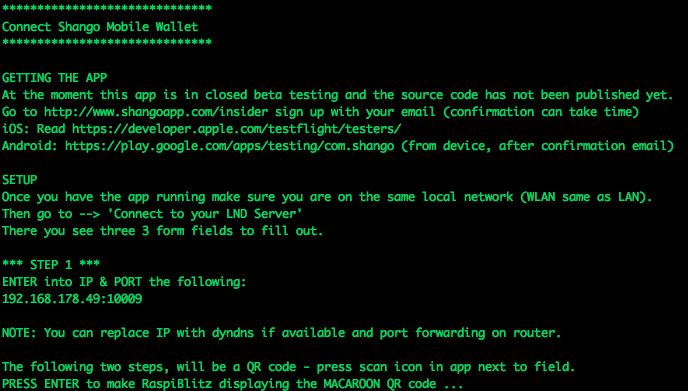 ******************************
Connect Shango Mobile Wallet
******************************
GETTING THE APP
At the moment this app is in closed beta testing and the source code has not been published yet.
Go to http://www.shangoapp.com/insider sign up with your email (confirmation can take time)
iOS: Read https://developer.apple.com/testflight/testers/
Android: https://play.google.com/apps/testing/com.shango (from device, after confirmation email)
SETUP
Once you have the app running make sure you are on the same local network (WLAN same as LAN).
Then go to --> 'Connect to your LND Server'
There you see three 3 form fields to fill out.
*** STEP 1 ***
ENTER into IP & PORT the following:
192.168.178.49:10009
NOTE: You can replace IP with dyndns if available and port forwarding on router.
The following two steps, will be a QR code - press scan icon in app next to field.
PRESS ENTER to make RaspiBlitz displaying the MACAROON QR code ...